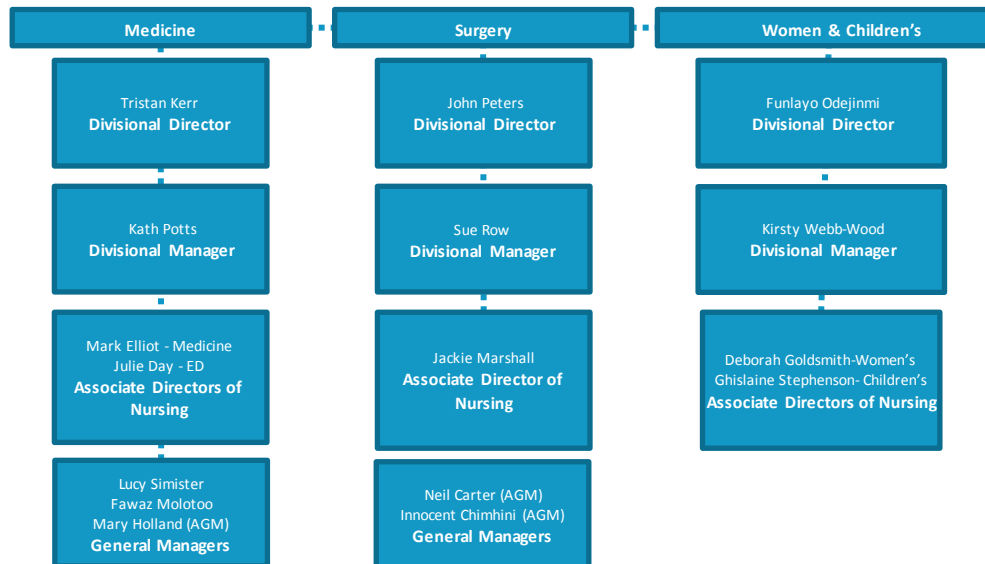 Medicine
Surgery
Women & Children's
Tristan Kerr
Divisional Director
John Peters
Divisional Director
Funlayo Odejinmi
Divisional Director
Kath Potts
Divisional Manager
Sue Row
Divisional Manager
Kirsty Webb-Wood
Divisional Manager
Mark Elliot - Medicine
Julie Day - ED
Associate Directors of
Nursing
Jackie Marshall
Associate Director of
Nursing
Deborah Goldsmith-Women's
Ghislaine Stephenson- Children's
Associate Directors of Nursing
Lucy Simister
Fawaz Molotoo
Mary Holland (AGM)
General Managers
Neil Carter (AGM)
Innocent Chimhini (AGM)
General Managers